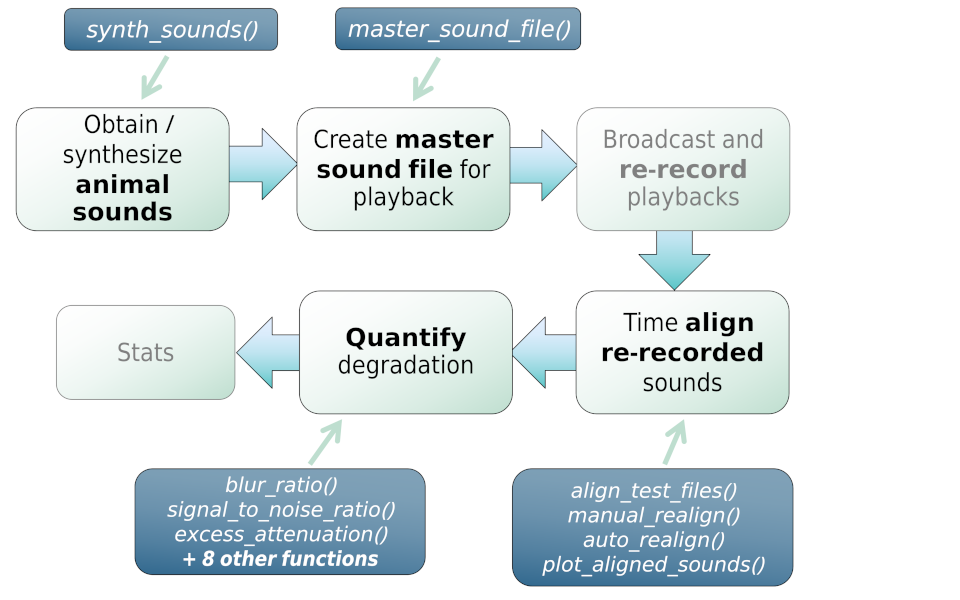 synth_sounds()
master_sound_file()
Obtain /
synthesize
animal
sounds
Create master
sound file for
playback
Broadcast and
re-record
playbacks
Stats
Quantify
degradation
Time align
re-recorded
sounds
blur_ratio()
signal_to_noise_ratio()
excess_attenuation()
+ 8 other functions
align_test_files()
manual_realign()
auto_realign()
plot_aligned_sounds()